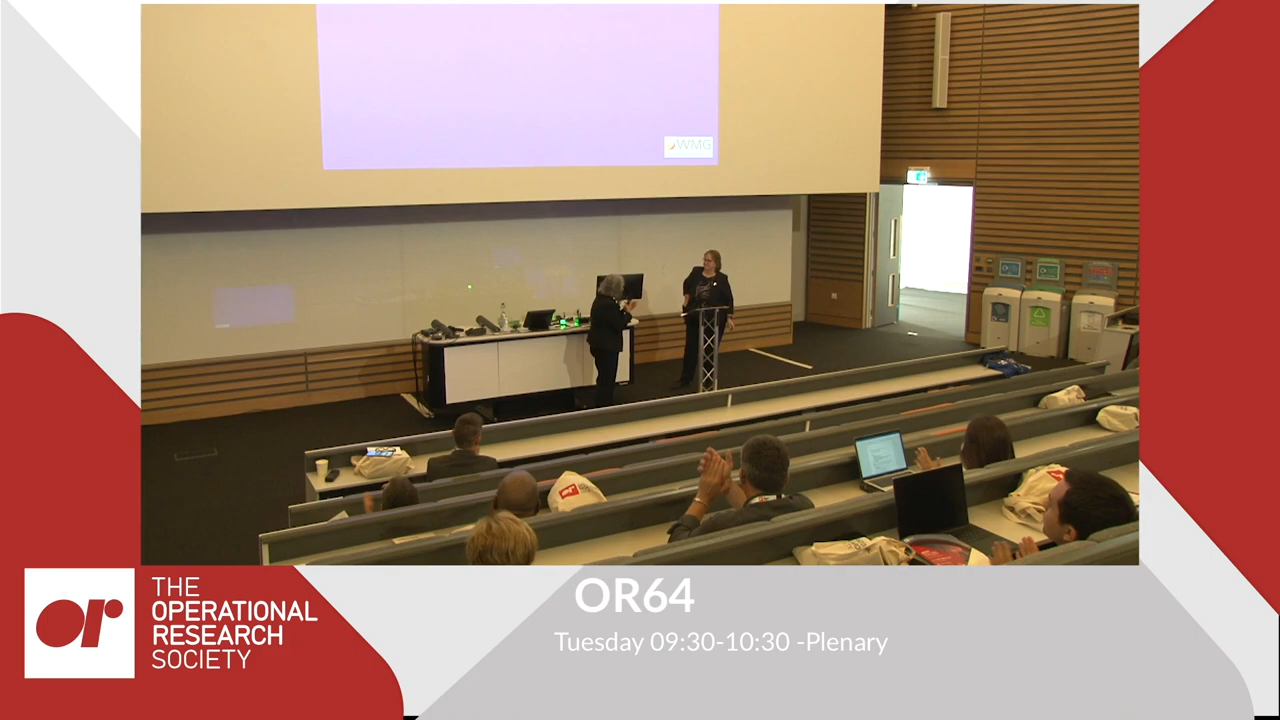 WMG
or
THE
OPERATIONAL
RESEARCH
SOCIETY
OR64
Tuesday 09:30-10:30 -Plenary